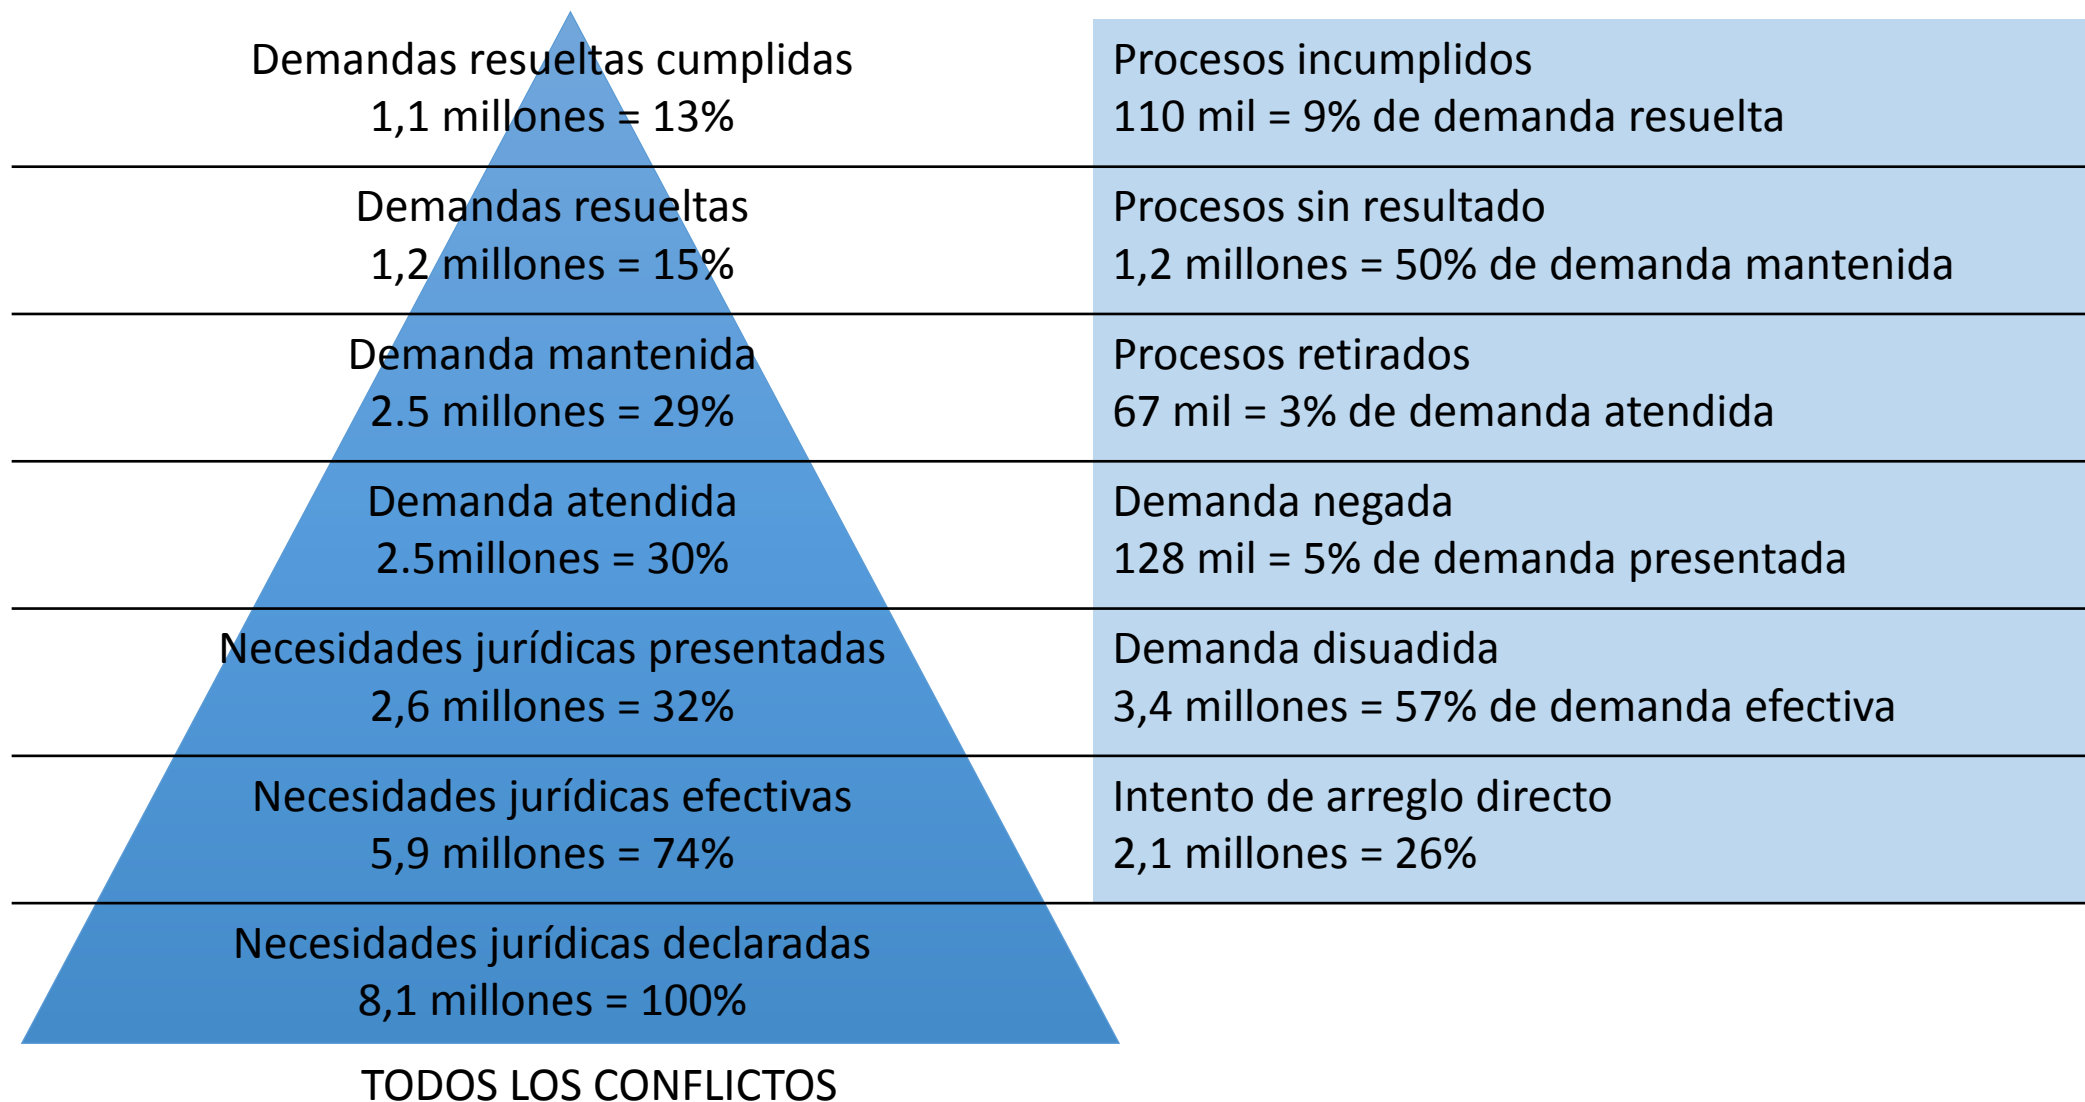 Demandas resueltas cumplidas
1,1 millones = 13%
Procesos incumplidos
110 mil = 9% de demanda resuelta
Demandas resueltas
1,2 millones = 15%
Procesos sin resultado
1,2 millones = 50% de demanda mantenida
Demanda mantenida
2.5 millones = 29%
Procesos retirados
67 mil = 3% de demanda atendida
Demanda atendida
2.5millones = 30%
Demanda negada
128 mil = 5% de demanda presentada
Necesidades jurídicas presentadas
2,6 millones = 32%
Demanda disuadida
3,4 millones = 57% de demanda efectiva
Necesidades jurídicas efectivas
5,9 millones = 74%
Intento de arreglo directo
2,1 millones = 26%
Necesidades jurídicas declaradas
8,1 millones = 100%
TODOS LOS CONFLICTOS